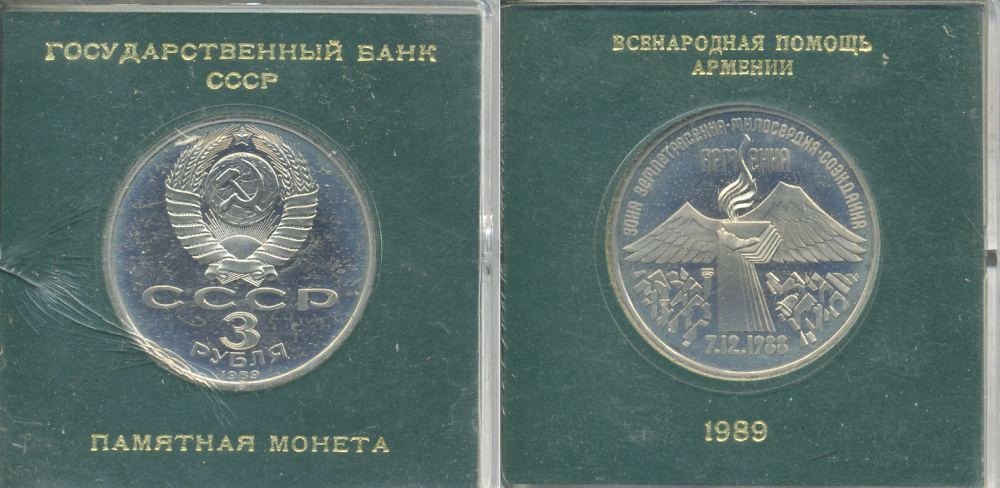 ГОСУДАРСТВЕННЫЙ БАНК
СССР
СССР
3
РУБЛЯ
1989
ПАМЯТНАЯ МОНЕТА
ВСЕНАРОДНАЯ ПОМОЩЬ
АРМЕНИИ
ЗОНА ЗЕМЛЕТРЯСЕНИЯ·МИЛОСЕРДИЯ·СОЗИДАНИЯ
АРМЕНИЯ
7.12.1988
1989